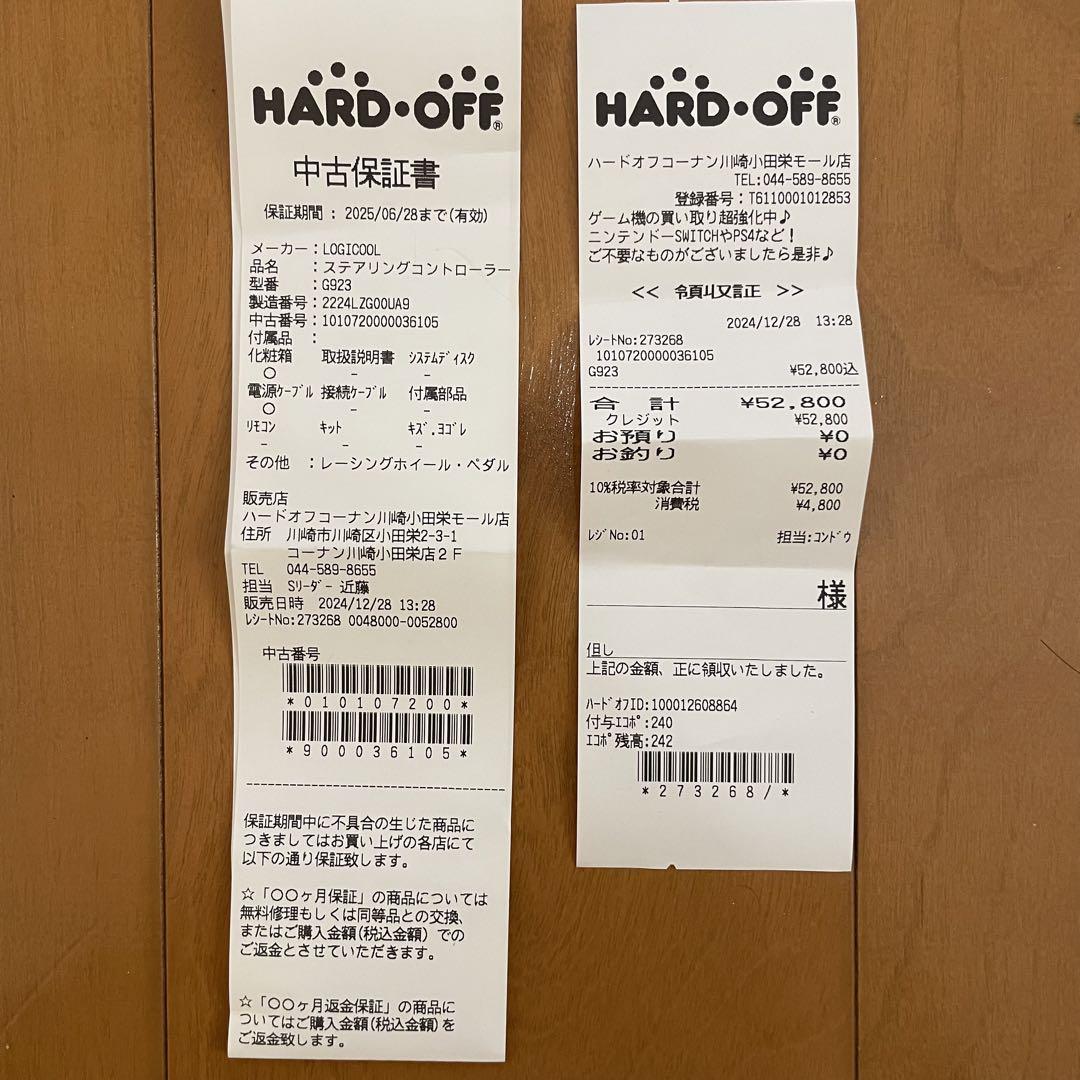 HARD・OFF®
中古保証書
保証期間 : 2025/06/28まで(有効)
メーカー:LOGICOOL
品名　:ステアリングコントローラー
型番　:G923
製造番号:2224LZG00UA9
中古番号:1010720000036105
付属品　:
化粧箱　取扱説明書　ｼｽﾃﾑﾃﾞｨｽｸ
○　-　-
電源ｹｰﾌﾞﾙ 接続ｹｰﾌﾞﾙ　付属部品
○　-　-
ﾘﾓｺﾝ　ｷｯﾄ　ｷｽﾞ,ﾖｺﾞﾚ
-　-　-
その他　:レーシングホイール・ペダル
販売店
ハードオフコーナン川崎小田栄モール店
住所　川崎市川崎区小田栄2-3-1
コーナン川崎小田栄店２Ｆ
TEL　044-589-8655
担当　Sﾘｰﾀﾞｰ 近藤
販売日時　2024/12/28 13:28
ﾚｼｰﾄNo:273268 0048000-0052800
中古番号
*010107200*
*900036105*
保証期間中に不具合の生じた商品に
つきましてはお買い上げの各店にて
以下の通り保証致します。
☆「〇〇ヶ月保証」の商品については
無料修理もしくは同等品との交換、
またはご購入金額(税込金額) での
ご返金とさせていただきます。
☆「〇〇ヶ月返金保証」の商品に
ついてはご購入金額(税込金額)を
ご返金致します。
HARD・OFF®
ハードオフコーナン川崎小田栄モール店
TEL:044-589-8655
登録番号:T6110001012853
ゲーム機の買い取り超強化中♪
ニンテンドーSWITCHやPS4など！
ご不要なものがございましたら是非♪
<< 領収証 >>
2024/12/28 13:28
ﾚｼｰﾄNo:273268
1010720000036105
G923　¥52,800込
合　計　¥52,800
クレジット　¥52,800
お預り　¥0
お釣り　¥0
10%税率対象合計　¥52,800
消費税　¥4,800
ﾚｼﾞNo:01　担当:ｺﾝﾄﾞｳ
様
但し
上記の金額、正に領収いたしました。
ﾊｰﾄﾞｵﾌID:100012608864
付与ｴｺﾎﾟ:240
ｴｺﾎﾟ残高:242
*273268/*